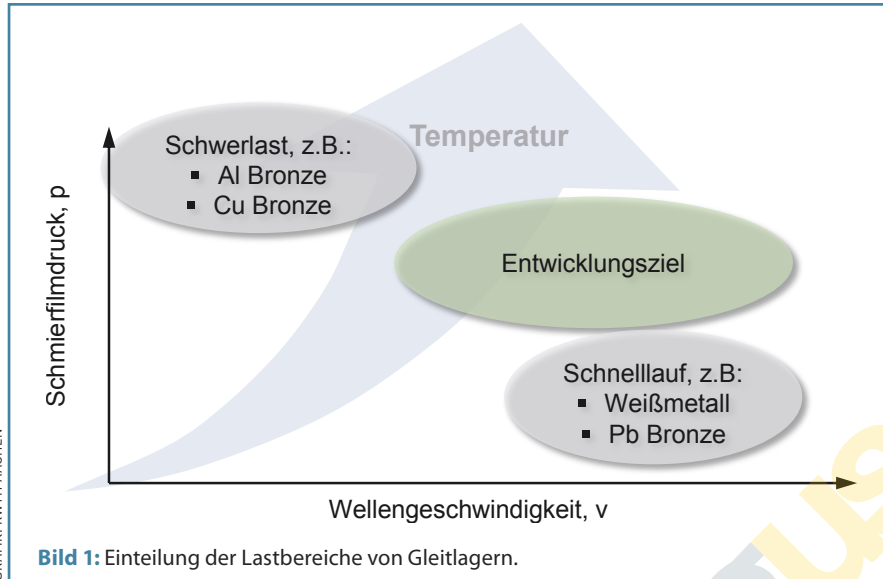 Temperatur
Schwerlast, z.B.:
▪ Al Bronze
▪ Cu Bronze
Entwicklungsziel
Schnelllauf, z.B:
▪ Weißmetall
▪ Pb Bronze
Schmierfilmdruck, p
Wellengeschwindigkeit, v
Bild 1: Einteilung der Lastbereiche von Gleitlagern.